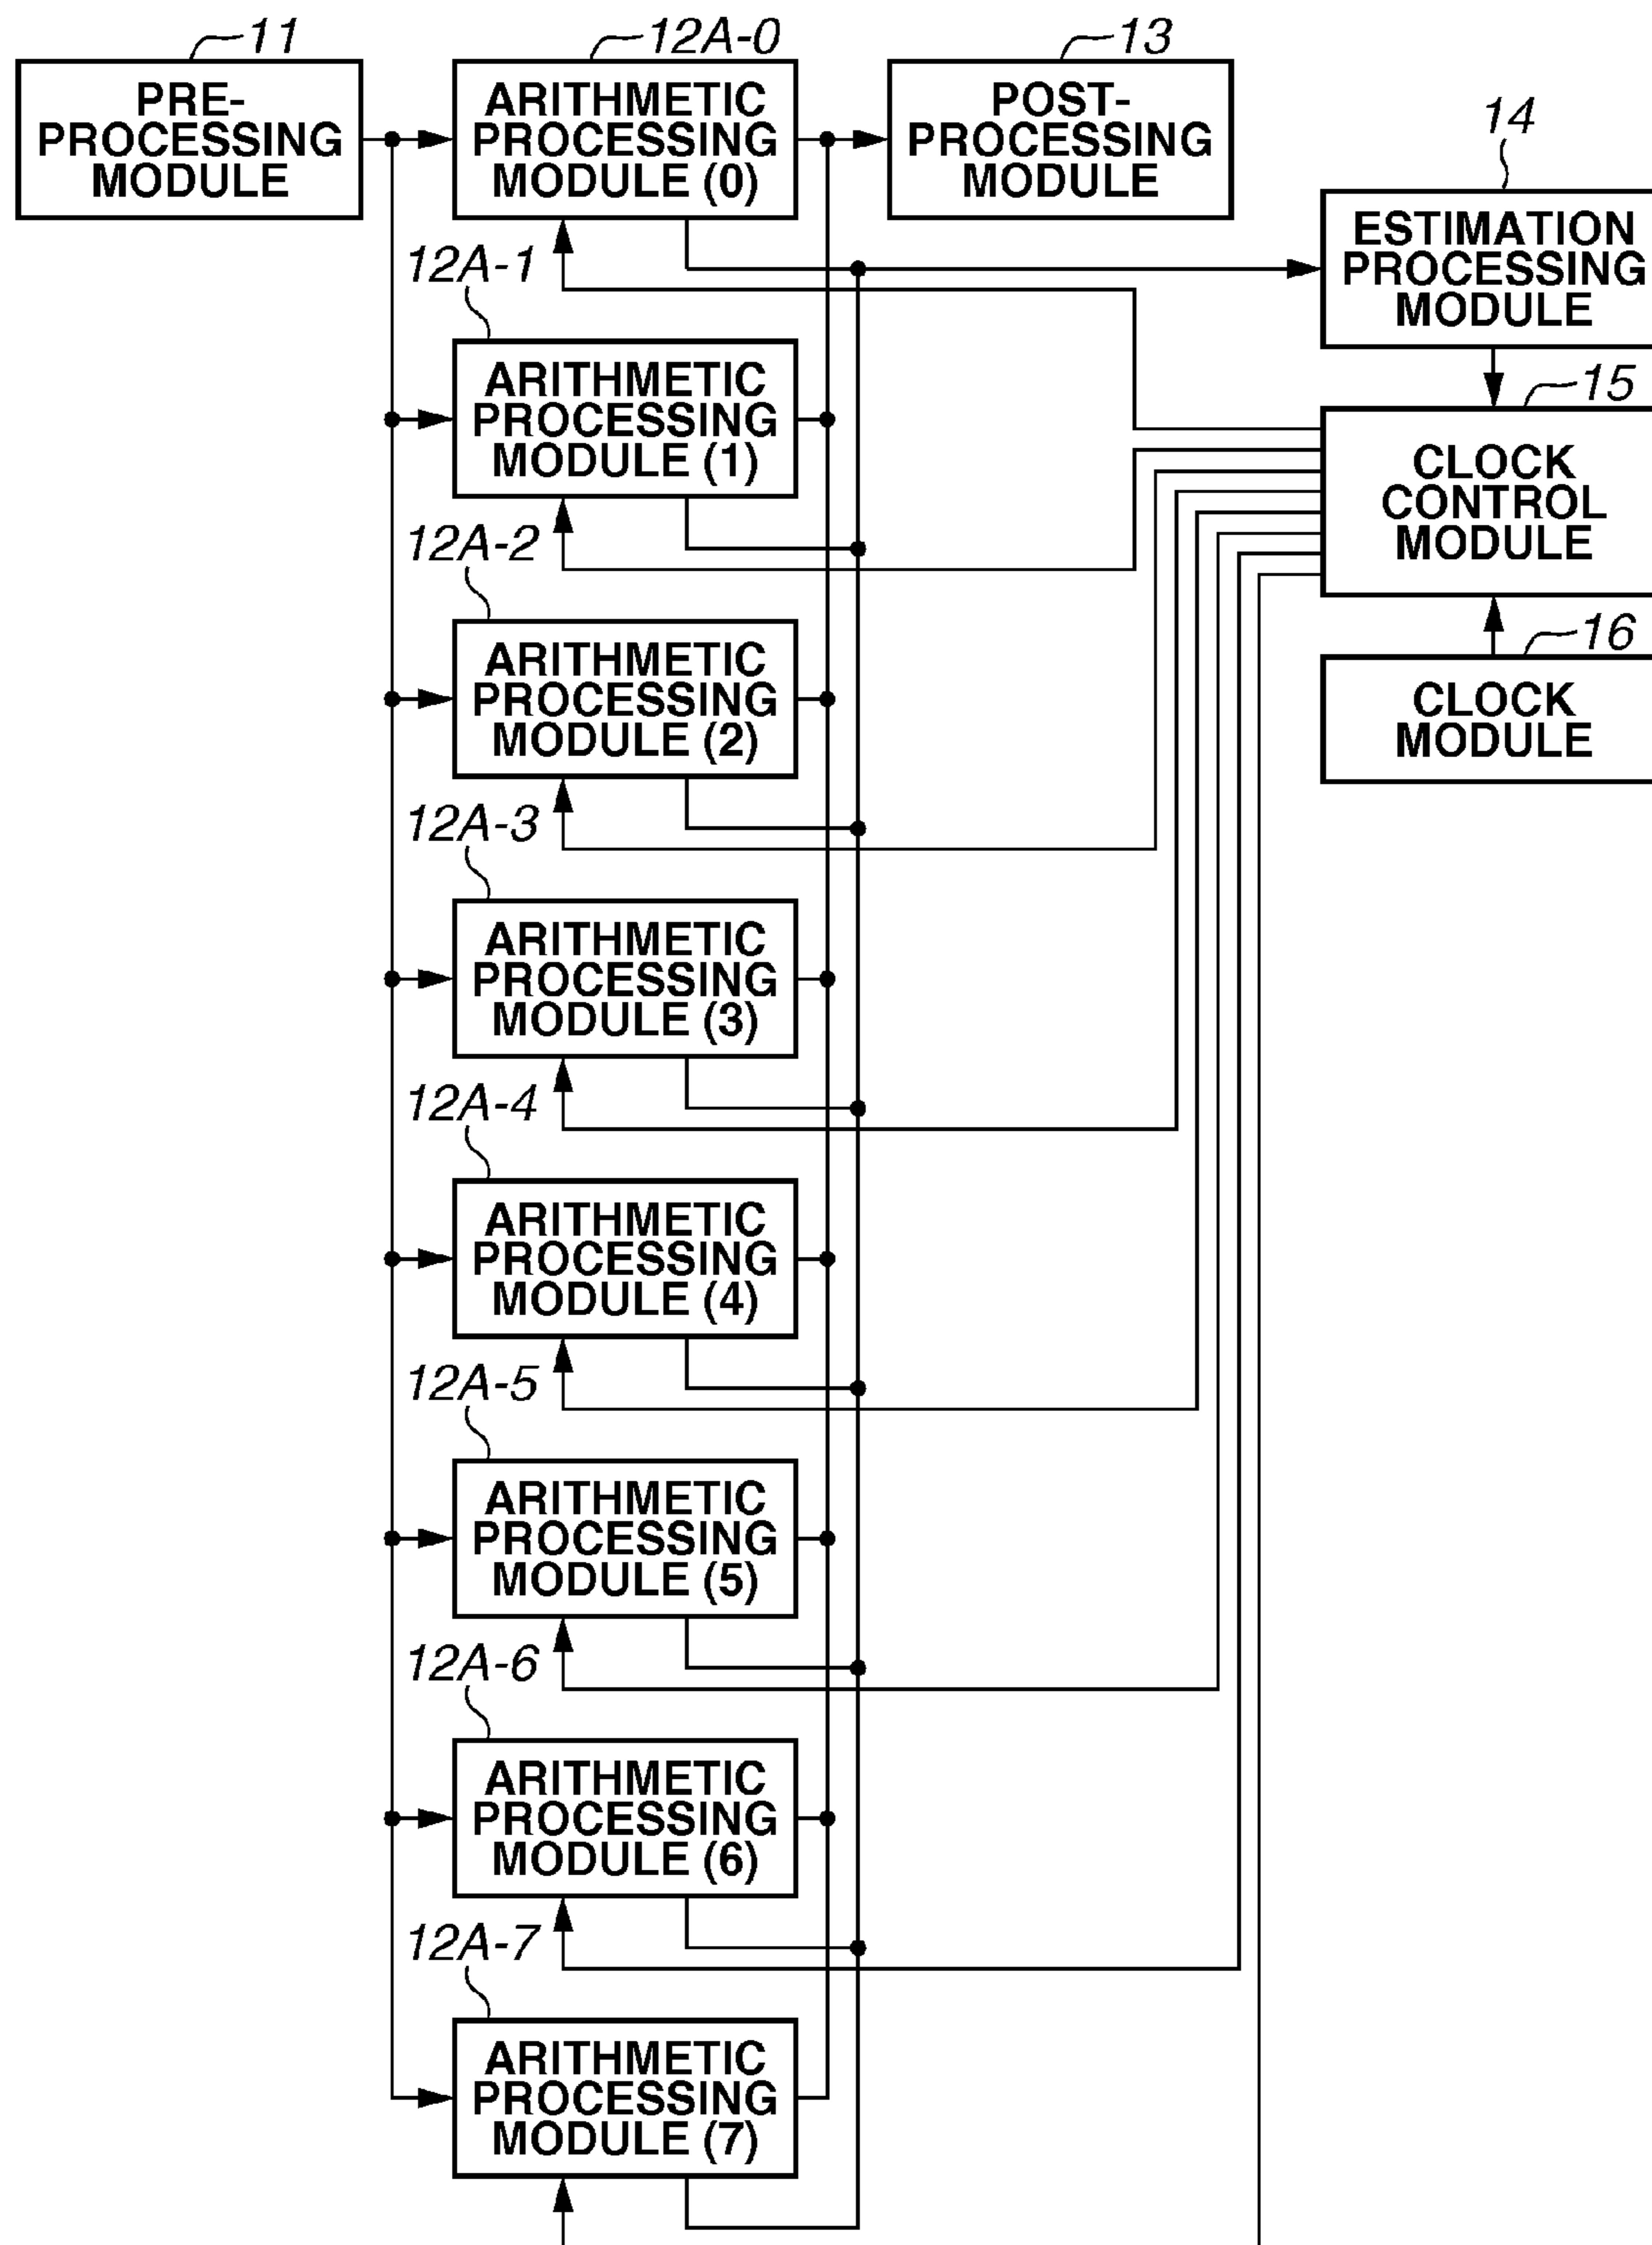 11
12A-0
13
PRE-
PROCESSING
MODULE
ARITHMETIC
PROCESSING
MODULE (0)
POST-
PROCESSING
MODULE
14
ESTIMATION
PROCESSING
MODULE
12A-1
ARITHMETIC
PROCESSING
MODULE (1)
15
CLOCK
CONTROL
MODULE
12A-2
ARITHMETIC
PROCESSING
MODULE (2)
16
CLOCK
MODULE
12A-3
ARITHMETIC
PROCESSING
MODULE (3)
12A-4
ARITHMETIC
PROCESSING
MODULE (4)
12A-5
ARITHMETIC
PROCESSING
MODULE (5)
12A-6
ARITHMETIC
PROCESSING
MODULE (6)
12A-7
ARITHMETIC
PROCESSING
MODULE (7)